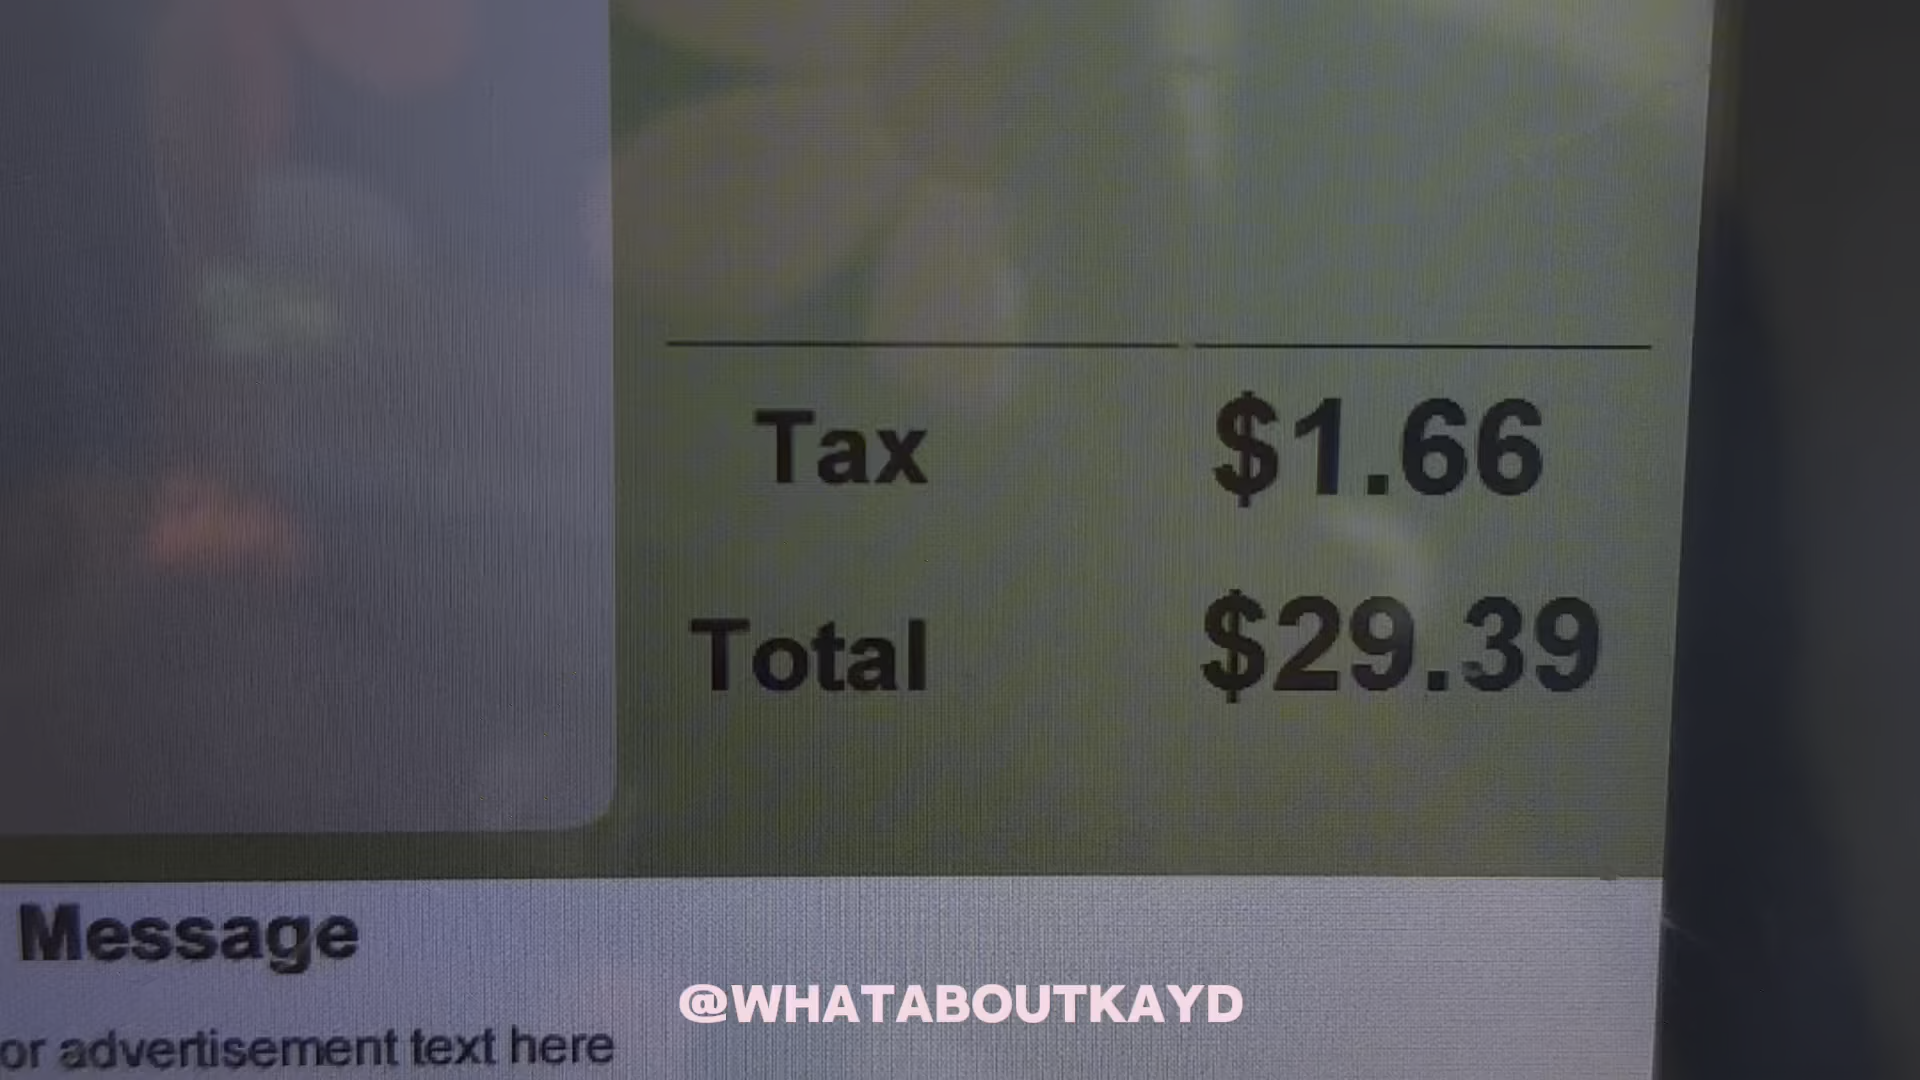 Tax $1.66
Total $29.39
Message
or advertisement text here
@WHATABOUTKAYD